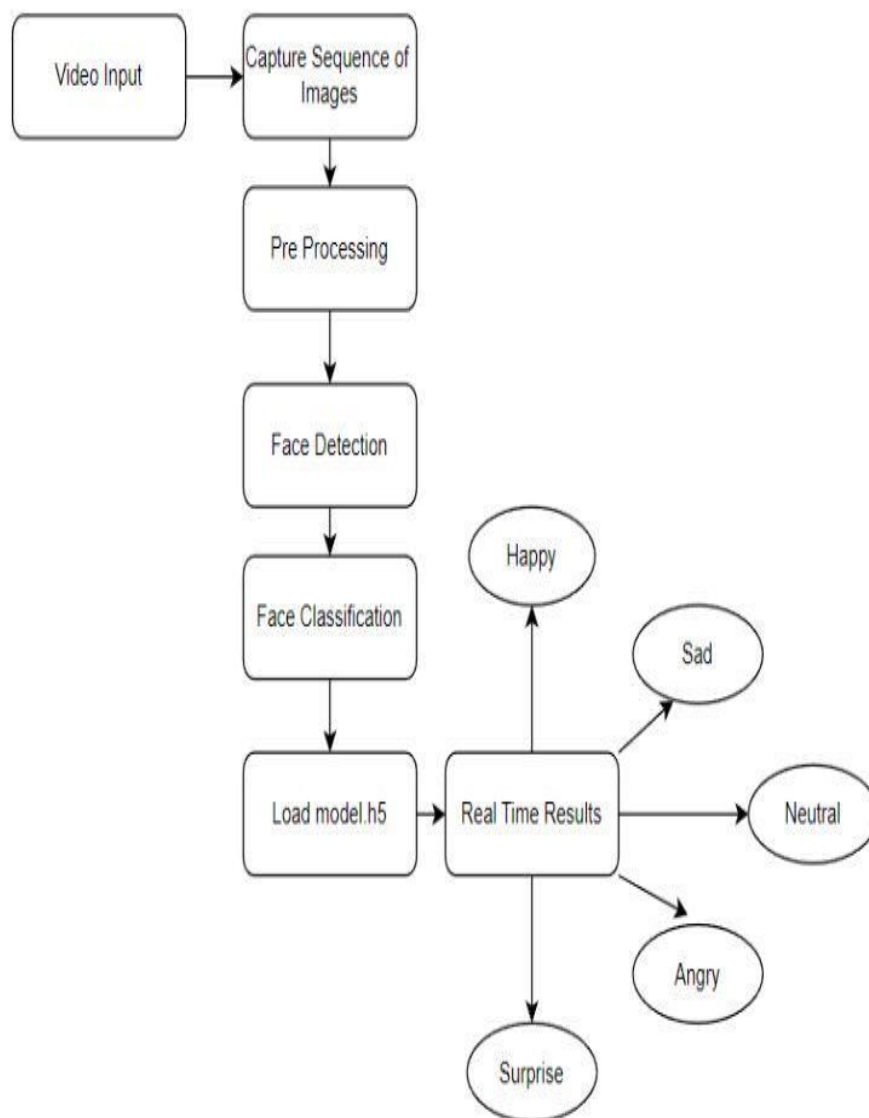 Video Input
Capture Sequence of
Images
Pre Processing
Face Detection
Face Classification
Load model.h5
Real Time Results
Happy
Sad
Neutral
Angry
Surprise